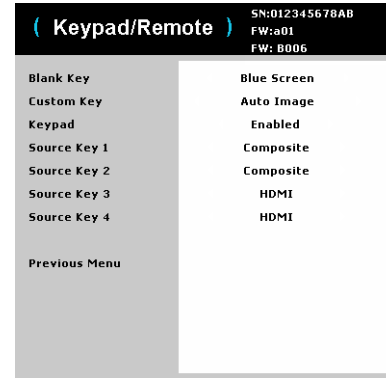 ( Keypad/Remote )
SN:012345678AB
FW:a01
FW: B006
Blank Key Blue Screen
Custom Key Auto Image
Keypad Enabled
Source Key 1 Composite
Source Key 2 Composite
Source Key 3 HDMI
Source Key 4 HDMI
Previous Menu